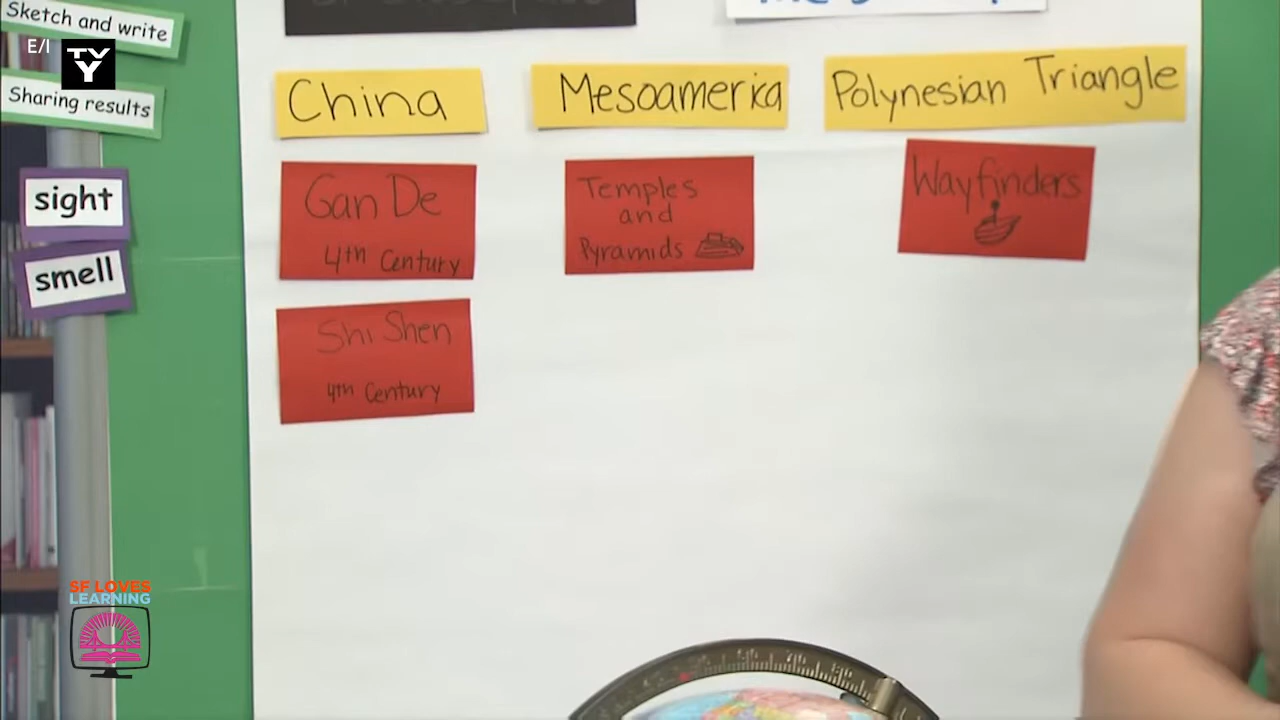 Sketch and write
E/I
TV
Y
Sharing results
sight
smell
China
Mesoamerica
Polynesian Triangle
Gan De
4th Century
Temples
and
Pyramids
Wayfinders
Shi Shen
4th Century
SF LOVES
LEARNING